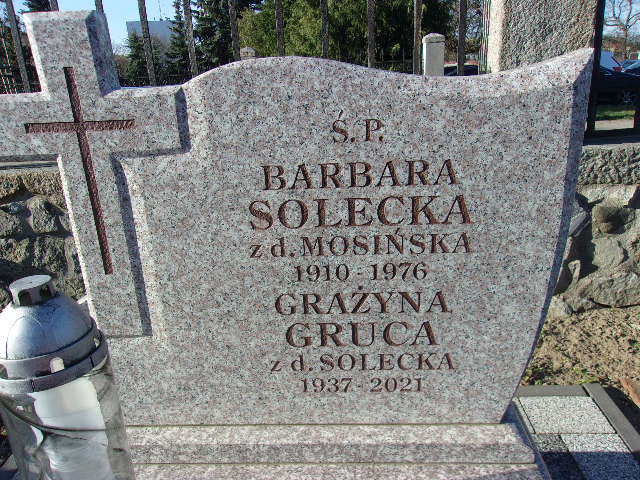 Ś.P.
BARBARA
SOLECKA
z d. MOSIŃSKA
1910 - 1976
GRAŻYNA
GRUCA
z d. SOLECKA
1937 - 2021